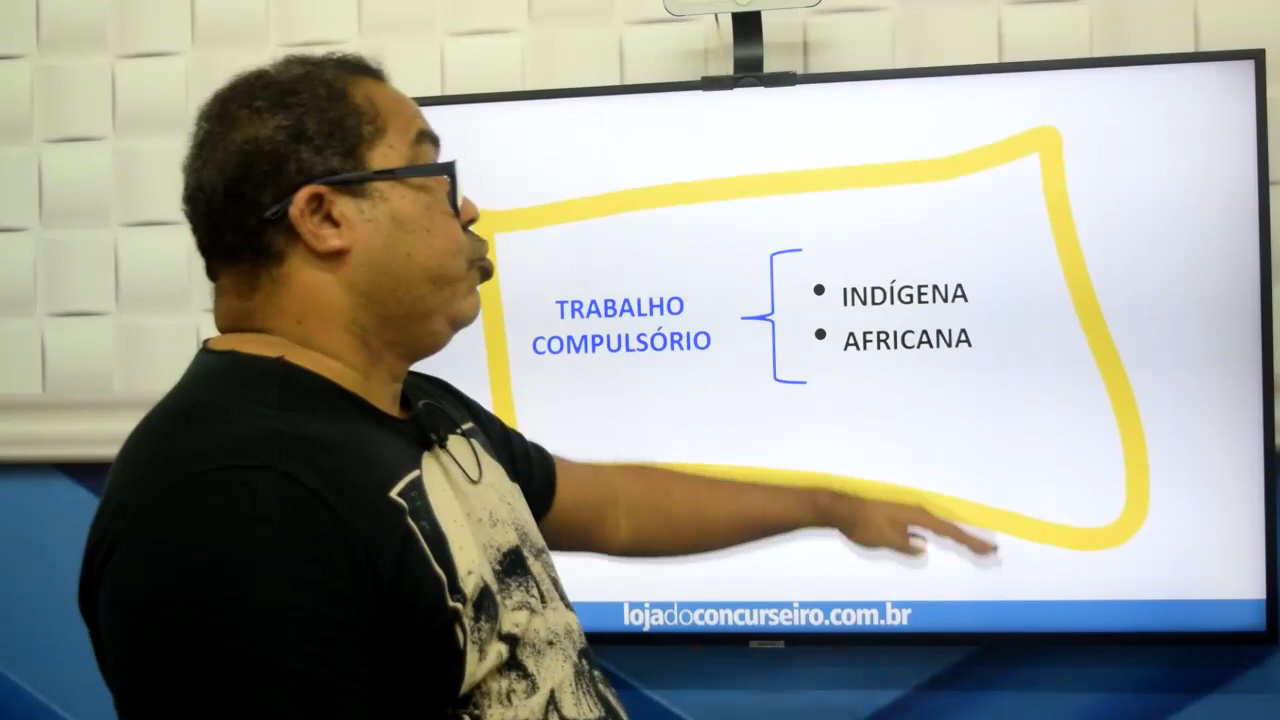 TRABALHO
COMPULSÓRIO
• INDÍGENA
• AFRICANA
lojadoconcurseiro.com.br